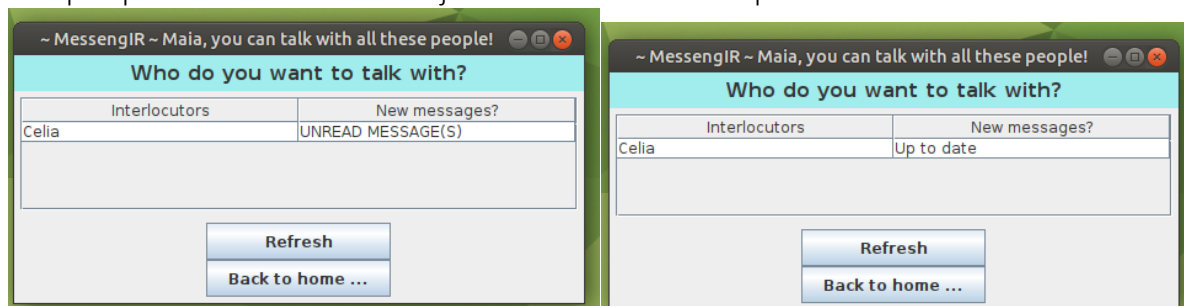 ~ MessengIR ~ Maia, you can talk with all these people!
Who do you want to talk with?
Interlocutors New messages?
Celia UNREAD MESSAGE(S)
Refresh
Back to home ...
~ MessengIR ~ Maia, you can talk with all these people!
Who do you want to talk with?
Interlocutors New messages?
Celia Up to date
Refresh
Back to home ...